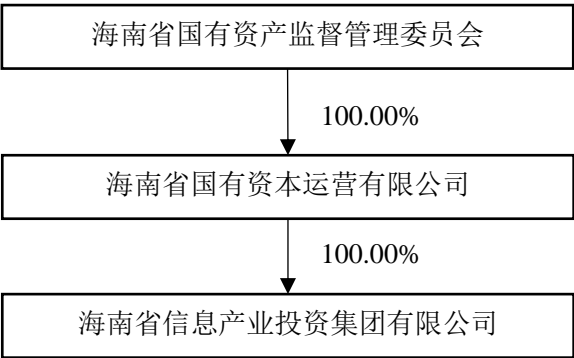 海南省国有资产监督管理委员会
100.00%
海南省国有资本运营有限公司
100.00%
海南省信息产业投资集团有限公司